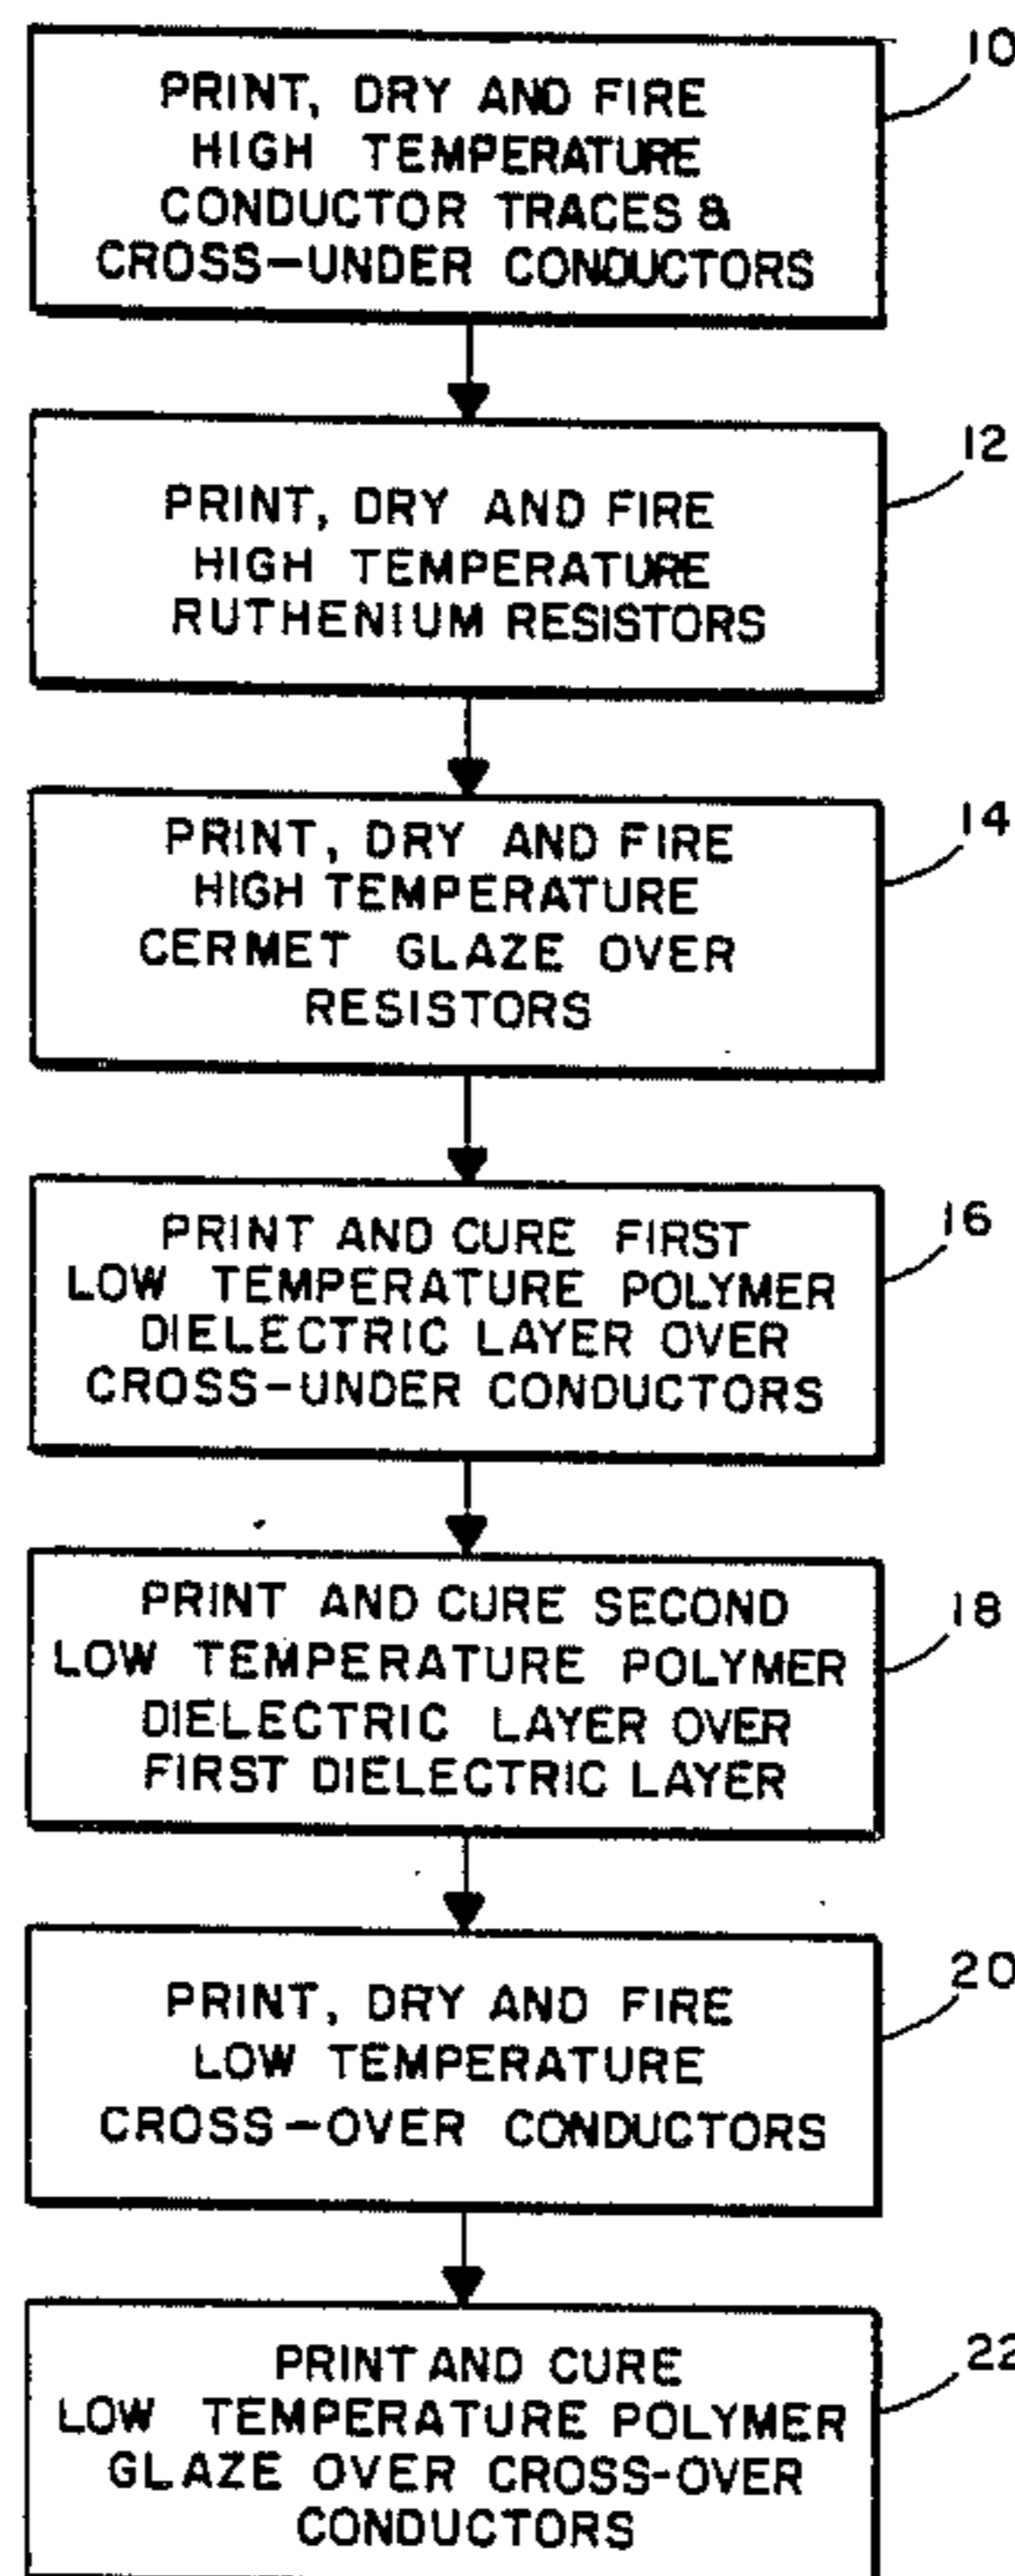 10
PRINT, DRY AND FIRE
HIGH TEMPERATURE
CONDUCTOR TRACES &
CROSS-UNDER CONDUCTORS
12
PRINT, DRY AND FIRE
HIGH TEMPERATURE
RUTHENIUM RESISTORS
14
PRINT, DRY AND FIRE
HIGH TEMPERATURE
CERMET GLAZE OVER
RESISTORS
16
PRINT AND CURE FIRST
LOW TEMPERATURE POLYMER
DIELECTRIC LAYER OVER
CROSS-UNDER CONDUCTORS
18
PRINT AND CURE SECOND
LOW TEMPERATURE POLYMER
DIELECTRIC LAYER OVER
FIRST DIELECTRIC LAYER
20
PRINT, DRY AND FIRE
LOW TEMPERATURE
CROSS-OVER CONDUCTORS
22
PRINT AND CURE
LOW TEMPERATURE POLYMER
GLAZE OVER CROSS-OVER
CONDUCTORS